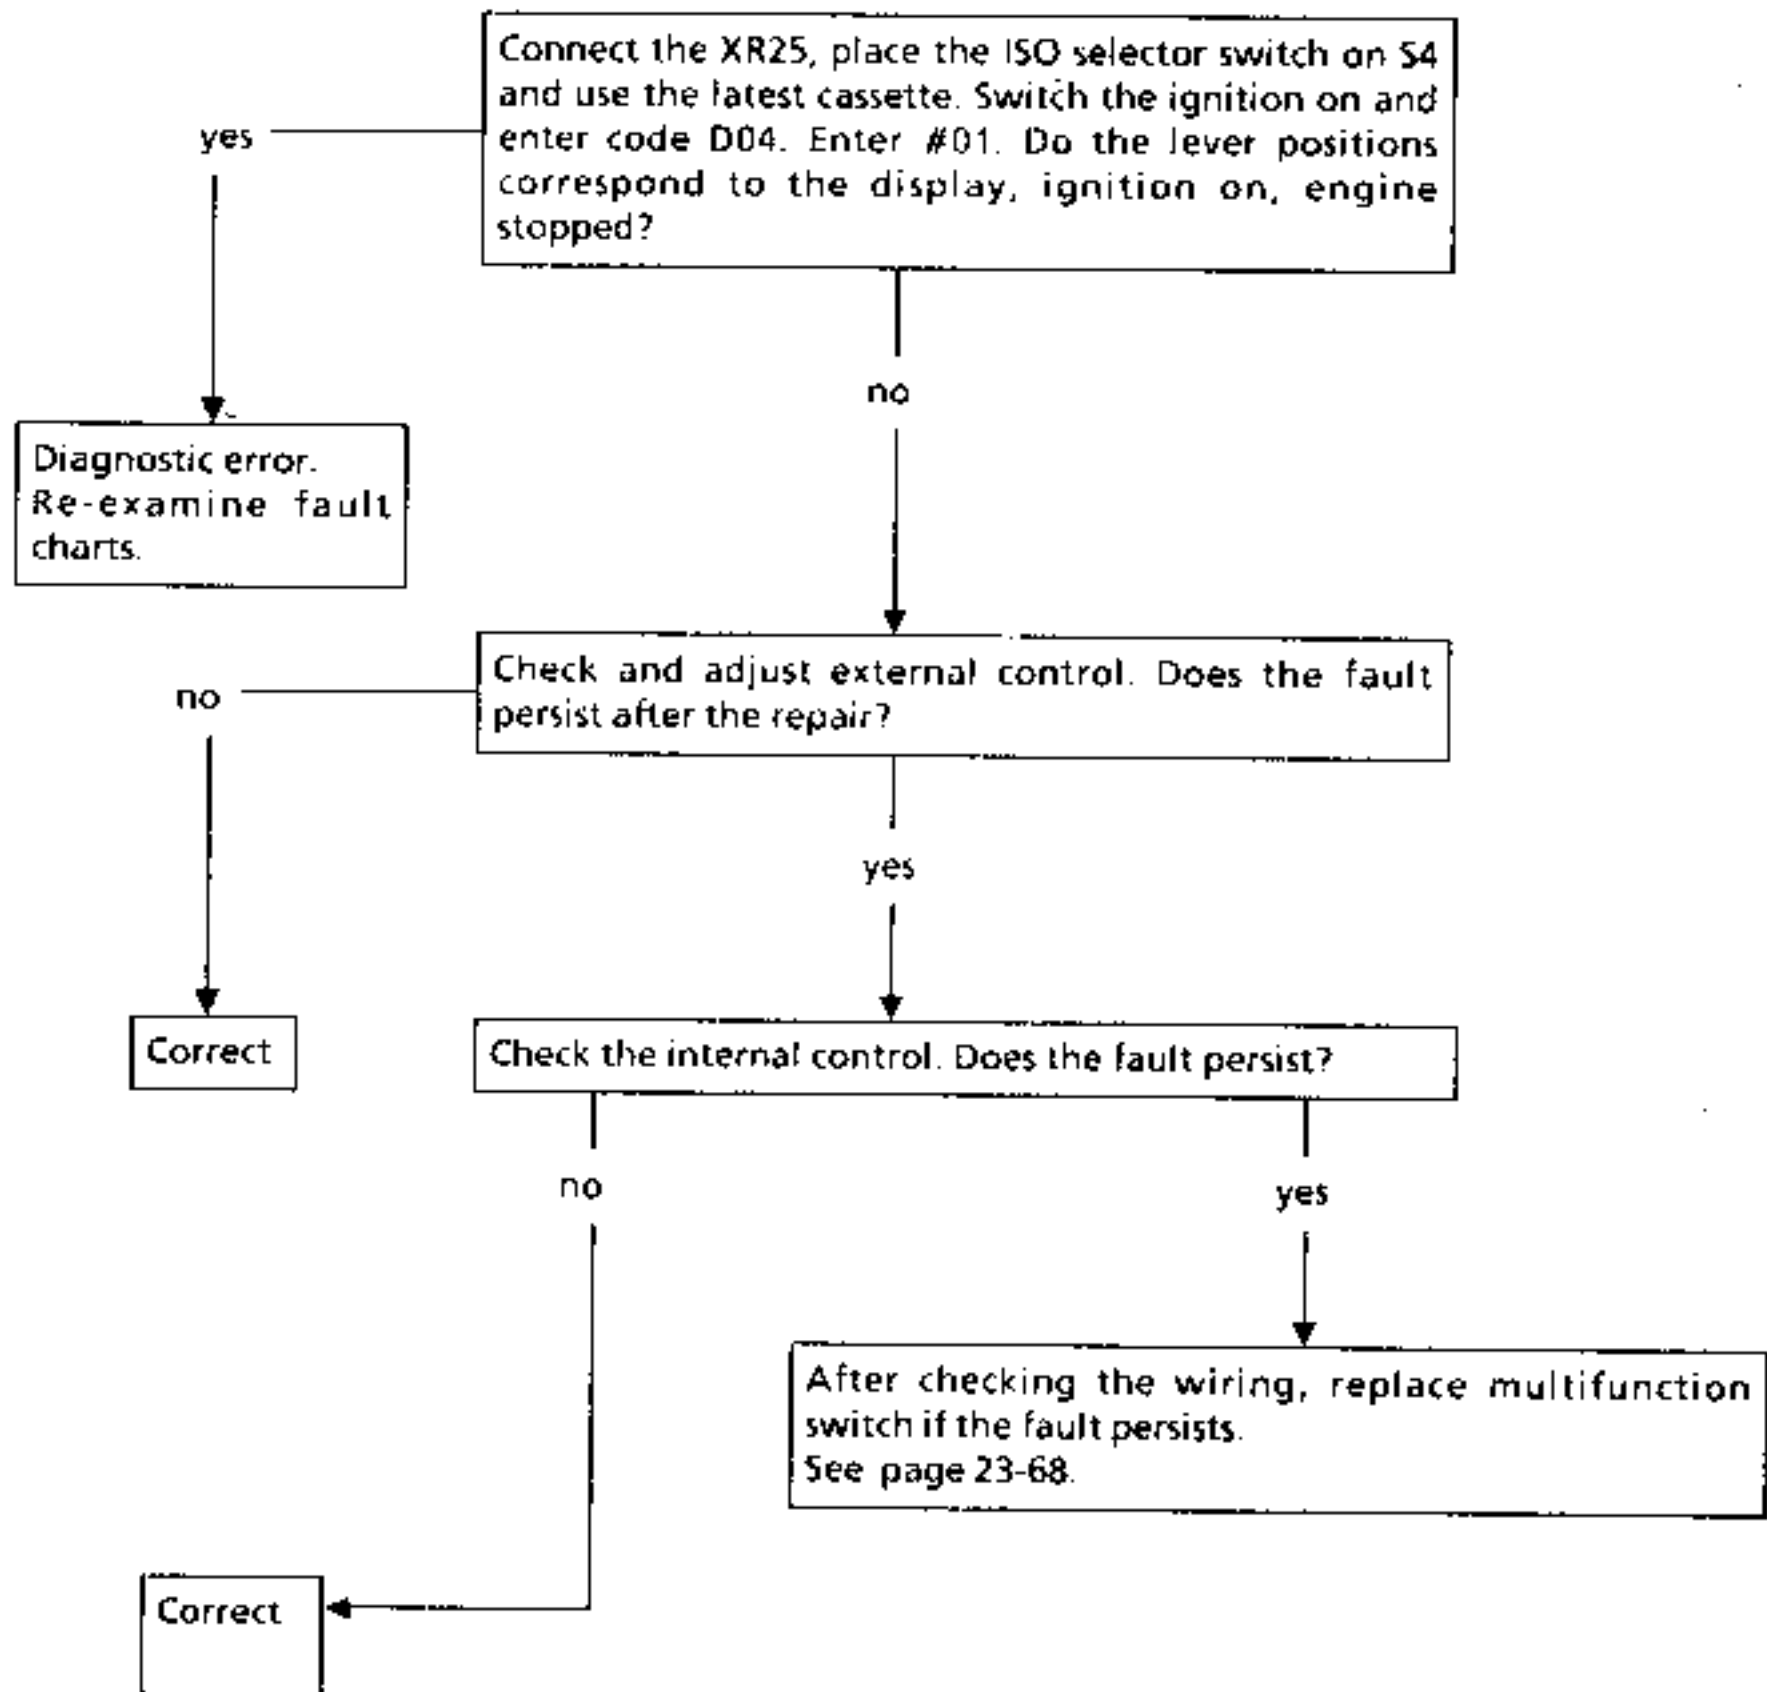 Connect the XR25, place the ISO selector switch on S4
and use the latest cassette. Switch the ignition on and
enter code D04. Enter #01. Do the lever positions
correspond to the display, ignition on, engine
stopped?
yes
no
Diagnostic error.
Re-examine fault
charts.
Check and adjust external control. Does the fault
persist after the repair?
no
yes
Correct
Check the internal control. Does the fault persist?
no
yes
After checking the wiring, replace multifunction
switch if the fault persists.
See page 23-68.
Correct